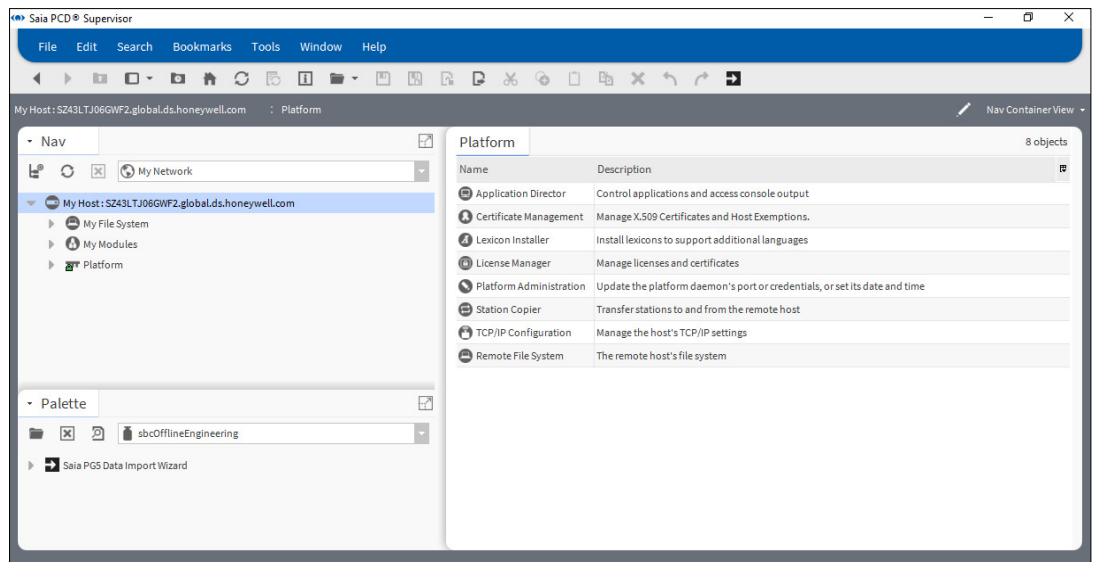 Saia PCD® Supervisor
File Edit Search Bookmarks Tools Window Help
My Host : SZ43LTJ06GWF2.global.ds.honeywell.com : Platform
Nav Container View
Nav
My Network
My Host : SZ43LTJ06GWF2.global.ds.honeywell.com
My File System
My Modules
Platform
Palette
sbcOfflineEngineering
Saia PG5 Data Import Wizard
Platform 8 objects
Name Description
Application Director Control applications and access console output
Certificate Management Manage X.509 Certificates and Host Exemptions.
Lexicon Installer Install lexicons to support additional languages
License Manager Manage licenses and certificates
Platform Administration Update the platform daemon's port or credentials, or set its date and time
Station Copier Transfer stations to and from the remote host
TCP/IP Configuration Manage the host's TCP/IP settings
Remote File System The remote host's file system